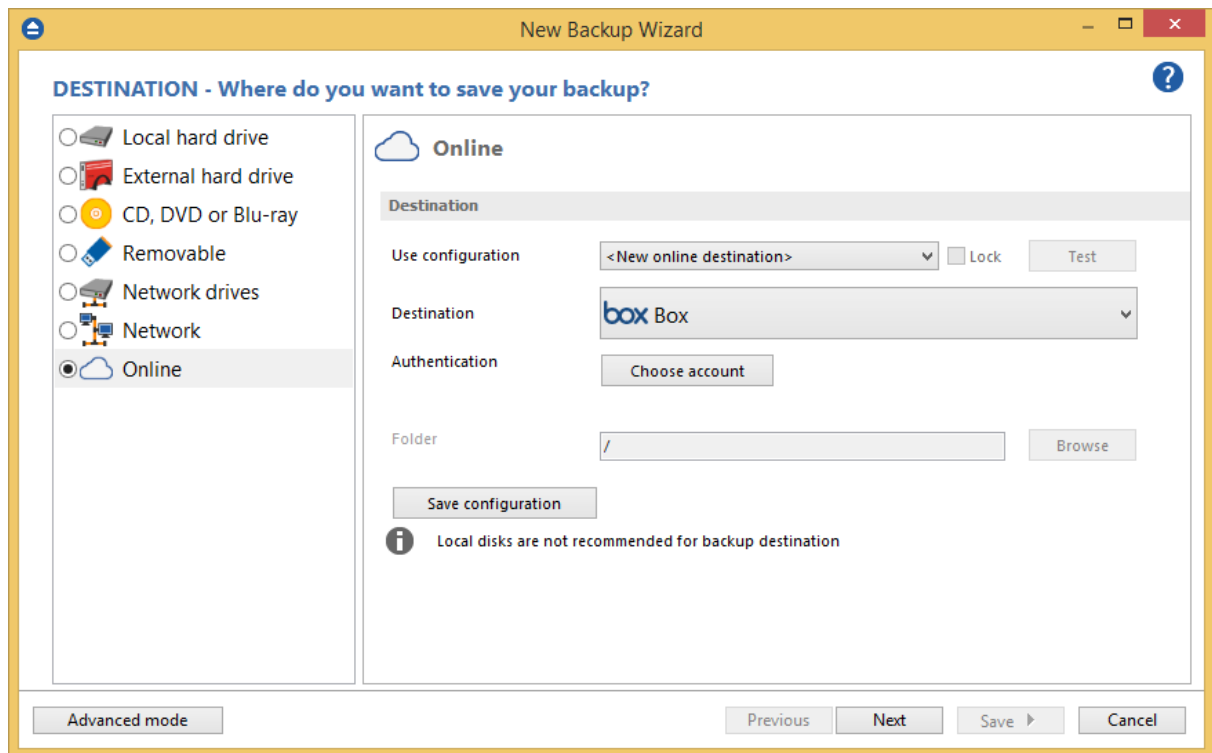 New Backup Wizard
DESTINATION - Where do you want to save your backup?
?
Local hard drive
External hard drive
CD, DVD or Blu-ray
Removable
Network drives
Network
Online
Online
Destination
Use configuration <New online destination> Lock Test
Destination box Box
Authentication Choose account
Folder / Browse
Save configuration
i Local disks are not recommended for backup destination
Advanced mode Previous Next Save Cancel